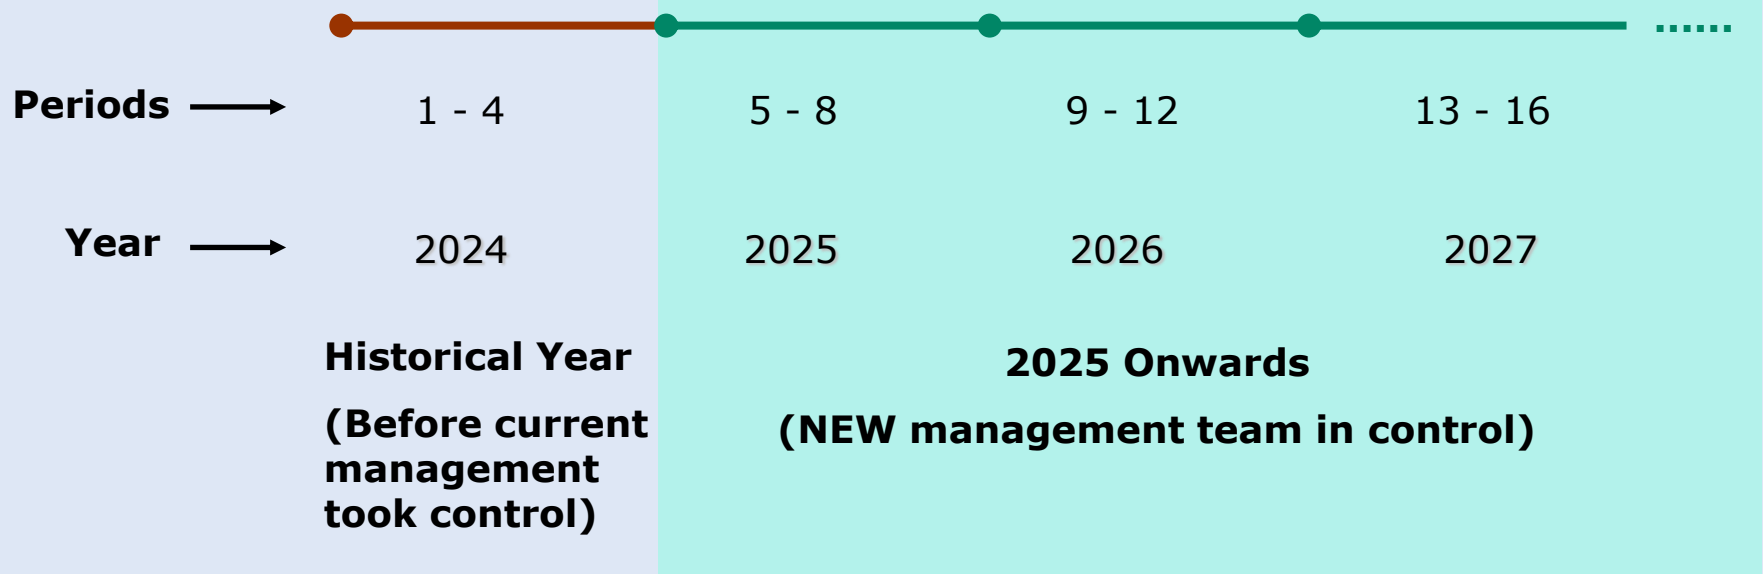 ......
Periods 1 - 4 5 - 8 9 - 12 13 - 16
Year 2024 2025 2026 2027
Historical Year
(Before current
management
took control)
2025 Onwards
(NEW management team in control)